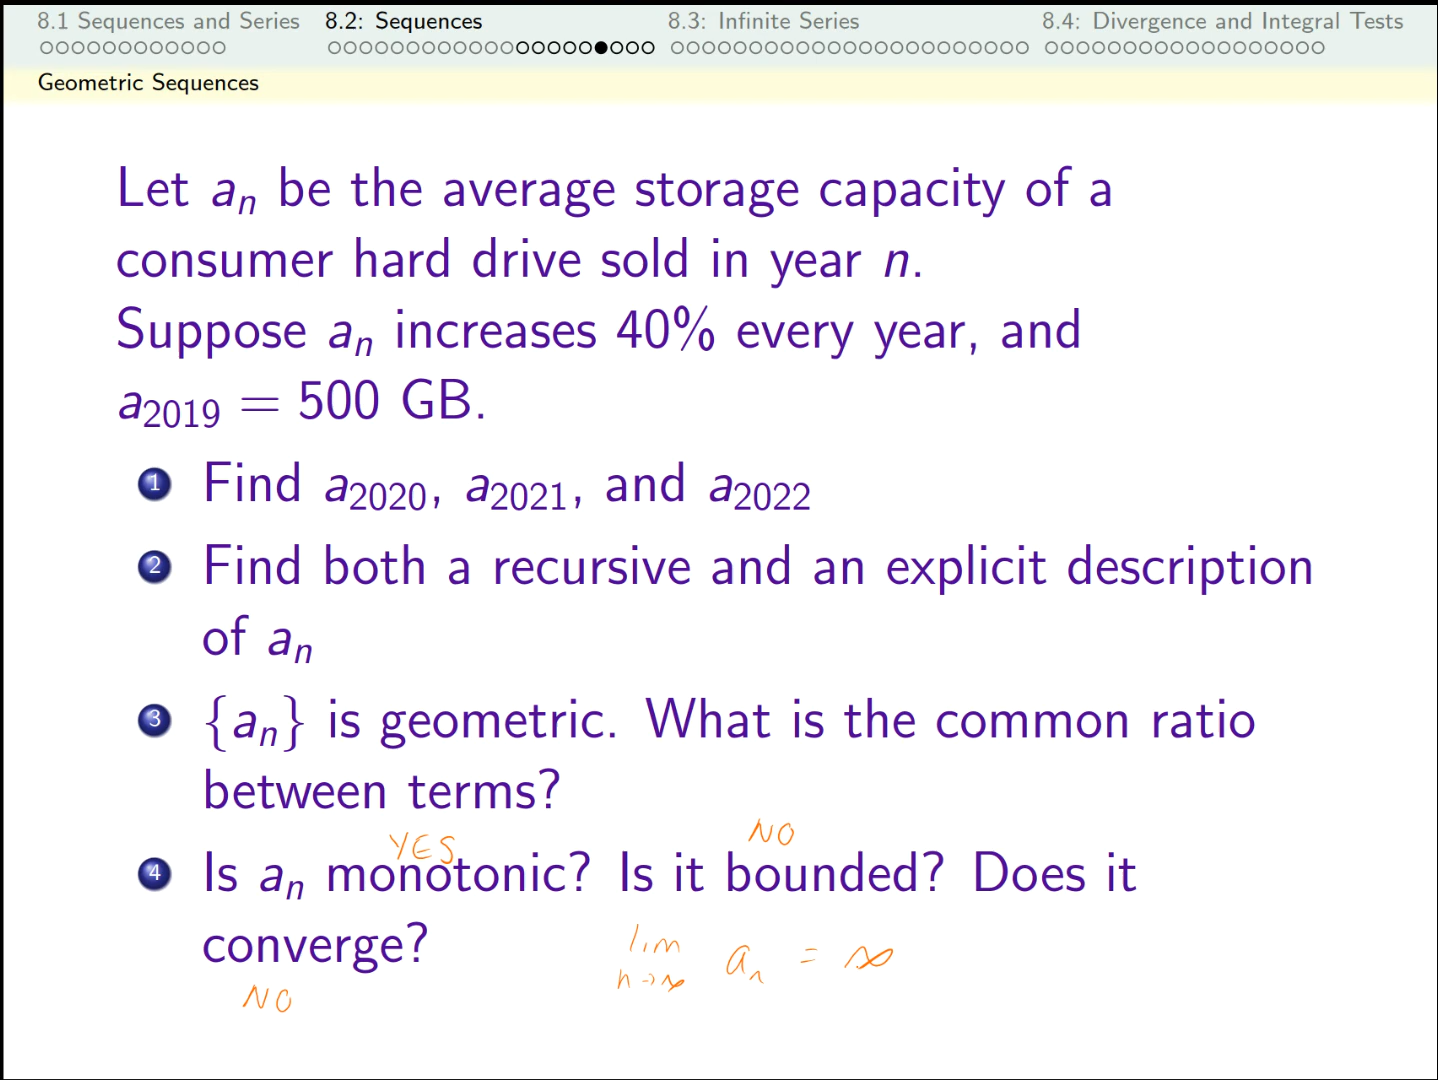 8.1 Sequences and Series 8.2: Sequences 8.3: Infinite Series 8.4: Divergence and Integral Tests
Geometric Sequences
Let aₙ be the average storage capacity of a
consumer hard drive sold in year n.
Suppose aₙ increases 40% every year, and
a₂₀₁₉ = 500 GB.
1 Find a₂₀₂₀, a₂₀₂₁, and a₂₀₂₂
2 Find both a recursive and an explicit description
of aₙ
3 {aₙ} is geometric. What is the common ratio
between terms?
YES NO
4 Is aₙ monotonic? Is it bounded? Does it
converge?
lim n→∞ aₙ = ∞
NO